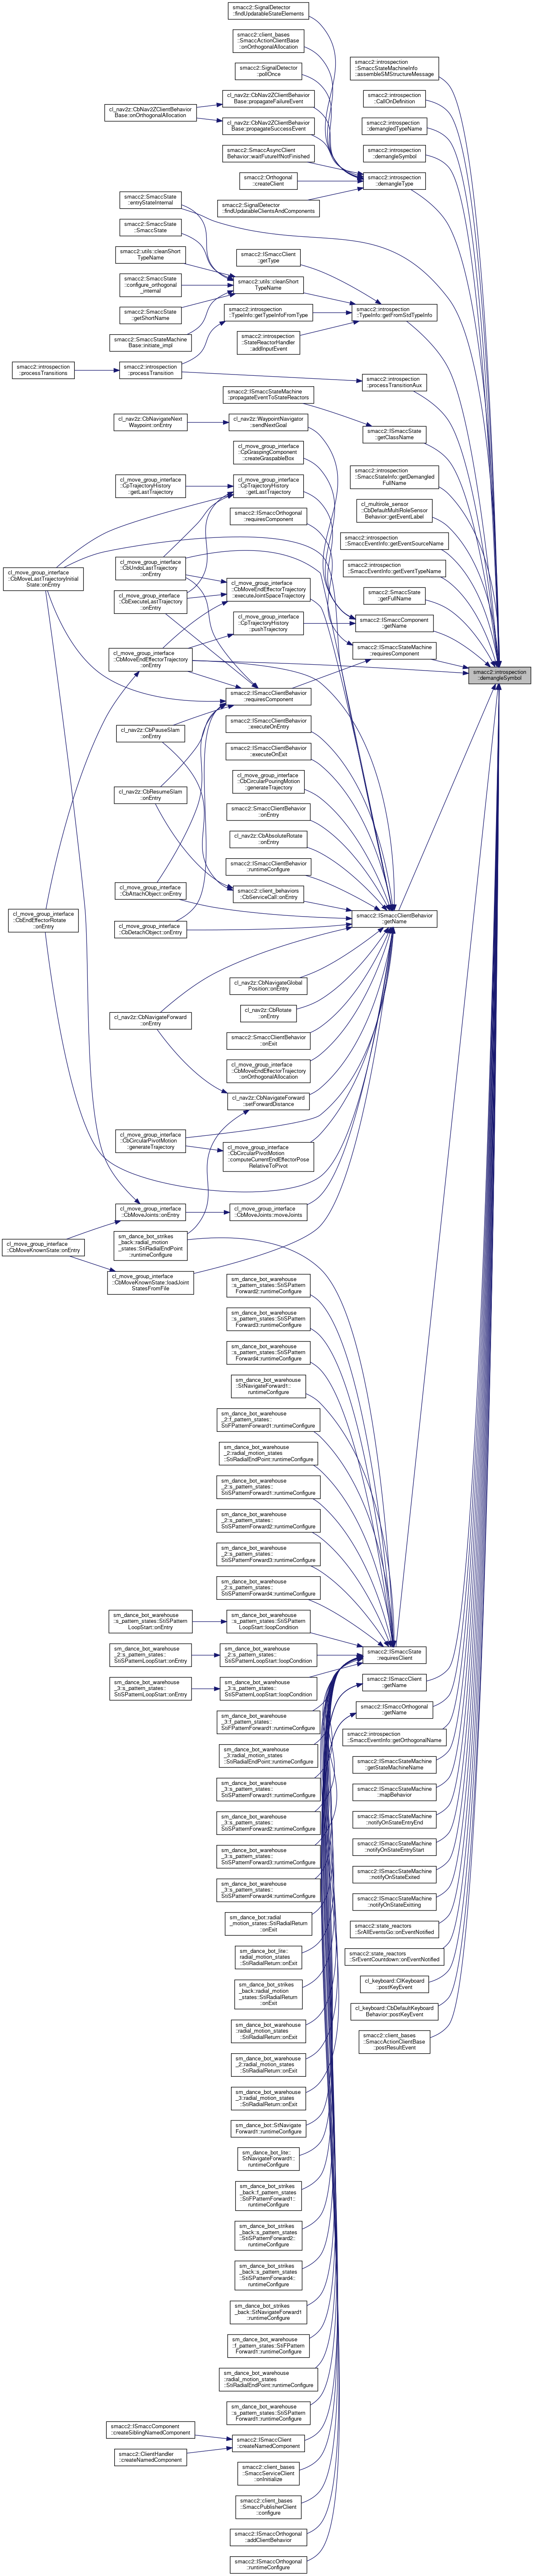 smacc2::SignalDetector
::findUpdatableStateElements
smacc2::client_bases
::SmaccActionClientBase
::onOrthogonalAllocation
smacc2::SignalDetector
::pollOnce
cl_nav2z::CbNav2ZClientBehavior
Base::propagateFailureEvent
cl_nav2z::CbNav2ZClientBehavior
Base::onOrthogonalAllocation
cl_nav2z::CbNav2ZClientBehavior
Base::propagateSuccessEvent
smacc2::SmaccAsyncClient
Behavior::waitFutureIfNotFinished
smacc2::Orthogonal
::createClient
smacc2::SignalDetector
::findUpdatableClientsAndComponents
smacc2::introspection
::SmaccStateMachineInfo
::assembleSMStructureMessage
smacc2::introspection
::CallOnDefinition
smacc2::introspection
::demangledTypeName
smacc2::introspection
::demangleSymbol
smacc2::introspection
::demangleType
smacc2::SmaccState
::entryStateInternal
smacc2::SmaccState
::SmaccState
smacc2::utils::cleanShort
TypeName
smacc2::SmaccState
::configure_orthogonal
_internal
smacc2::SmaccState
::getShortName
smacc2::SmaccStateMachine
Base::initiate_impl
smacc2::ISmaccClient
::getType
smacc2::utils::cleanShort
TypeName
smacc2::introspection
::TypeInfo::getTypeInfoFromType
smacc2::introspection
::StateReactorHandler
::addInputEvent
smacc2::introspection
::TypeInfo::getFromStdTypeInfo
smacc2::introspection
::processTransitions
smacc2::introspection
::processTransition
smacc2::introspection
::processTransitionAux
smacc2::ISmaccStateMachine
::propagateEventToStateReactors
smacc2::ISmaccState
::getClassName
cl_nav2z::CbNavigateNext
Waypoint::onEntry
cl_nav2z::WaypointNavigator
::sendNextGoal
cl_move_group_interface
::CpGraspingComponent
::createGraspableBox
cl_move_group_interface
::CpTrajectoryHistory
::getLastTrajectory
cl_move_group_interface
::CpTrajectoryHistory
::getLastTrajectory
smacc2::ISmaccOrthogonal
::requiresComponent
smacc2::introspection
::SmaccStateInfo::getDemangled
FullName
cl_multirole_sensor
::CbDefaultMultiRoleSensor
Behavior::getEventLabel
smacc2::introspection
::SmaccEventInfo::getEventSourceName
smacc2::introspection
::SmaccEventInfo::getEventTypeName
smacc2::SmaccState
::getFullName
smacc2::ISmaccComponent
::getName
smacc2::ISmaccStateMachine
::requiresComponent
smacc2::introspection
::demangleSymbol
cl_move_group_interface
::CbMoveLastTrajectoryInitial
State::onEntry
cl_move_group_interface
::CbUndoLastTrajectory
::onEntry
cl_move_group_interface
::CbExecuteLastTrajectory
::onEntry
cl_move_group_interface
::CbMoveEndEffectorTrajectory
::executeJointSpaceTrajectory
cl_move_group_interface
::CpTrajectoryHistory
::pushTrajectory
cl_move_group_interface
::CbMoveEndEffectorTrajectory
::onEntry
smacc2::ISmaccClientBehavior
::requiresComponent
cl_nav2z::CbPauseSlam
::onEntry
smacc2::ISmaccClientBehavior
::executeOnEntry
smacc2::ISmaccClientBehavior
::executeOnExit
cl_nav2z::CbResumeSlam
::onEntry
cl_move_group_interface
::CbCircularPouringMotion
::generateTrajectory
smacc2::SmaccClientBehavior
::onEntry
cl_nav2z::CbAbsoluteRotate
::onEntry
smacc2::ISmaccClientBehavior
::runtimeConfigure
cl_move_group_interface
::CbAttachObject::onEntry
smacc2::client_behaviors
::CbServiceCall::onEntry
cl_move_group_interface
::CbEndEffectorRotate
::onEntry
cl_move_group_interface
::CbDetachObject::onEntry
smacc2::ISmaccClientBehavior
::getName
cl_nav2z::CbNavigateGlobal
Position::onEntry
cl_nav2z::CbRotate
::onEntry
cl_nav2z::CbNavigateForward
::onEntry
smacc2::SmaccClientBehavior
::onExit
cl_move_group_interface
::CbMoveEndEffectorTrajectory
::onOrthogonalAllocation
cl_nav2z::CbNavigateForward
::setForwardDistance
cl_move_group_interface
::CbCircularPivotMotion
::generateTrajectory
cl_move_group_interface
::CbCircularPivotMotion
::computeCurrentEndEffectorPose
RelativeToPivot
cl_move_group_interface
::CbMoveJoints::onEntry
cl_move_group_interface
::CbMoveJoints::moveJoints
cl_move_group_interface
::CbMoveKnownState::onEntry
sm_dance_bot_strikes
_back::radial_motion
_states::StiRadialEndPoint
::runtimeConfigure
cl_move_group_interface
::CbMoveKnownState::loadJoint
StatesFromFile
sm_dance_bot_warehouse
::s_pattern_states::StiSPattern
Forward2::runtimeConfigure
sm_dance_bot_warehouse
::s_pattern_states::StiSPattern
Forward3::runtimeConfigure
sm_dance_bot_warehouse
::s_pattern_states::StiSPattern
Forward4::runtimeConfigure
sm_dance_bot_warehouse
::StNavigateForward1::
runtimeConfigure
sm_dance_bot_warehouse
_2::f_pattern_states::
StiFPatternForward1::runtimeConfigure
sm_dance_bot_warehouse
_2::radial_motion_states
::StiRadialEndPoint::runtimeConfigure
sm_dance_bot_warehouse
_2::s_pattern_states::
StiSPatternForward1::runtimeConfigure
sm_dance_bot_warehouse
_2::s_pattern_states::
StiSPatternForward2::runtimeConfigure
sm_dance_bot_warehouse
_2::s_pattern_states::
StiSPatternForward3::runtimeConfigure
sm_dance_bot_warehouse
_2::s_pattern_states::
StiSPatternForward4::runtimeConfigure
sm_dance_bot_warehouse
::s_pattern_states::StiSPattern
LoopStart::onEntry
sm_dance_bot_warehouse
::s_pattern_states::StiSPattern
LoopStart::loopCondition
sm_dance_bot_warehouse
_2::s_pattern_states::
StiSPatternLoopStart::onEntry
sm_dance_bot_warehouse
_2::s_pattern_states::
StiSPatternLoopStart::loopCondition
sm_dance_bot_warehouse
_3::s_pattern_states::
StiSPatternLoopStart::onEntry
sm_dance_bot_warehouse
_3::s_pattern_states::
StiSPatternLoopStart::loopCondition
smacc2::ISmaccState
::requiresClient
smacc2::ISmaccClient
::getName
smacc2::ISmaccOrthogonal
::getName
smacc2::introspection
::SmaccEventInfo::getOrthogonalName
smacc2::ISmaccStateMachine
::getStateMachineName
smacc2::ISmaccStateMachine
::mapBehavior
smacc2::ISmaccStateMachine
::notifyOnStateEntryEnd
smacc2::ISmaccStateMachine
::notifyOnStateEntryStart
smacc2::ISmaccStateMachine
::notifyOnStateExited
smacc2::ISmaccStateMachine
::notifyOnStateExitting
smacc2::state_reactors
::SrAllEventsGo::onEventNotified
smacc2::state_reactors
::SrEventCountdown::onEventNotified
cl_keyboard::ClKeyboard
::postKeyEvent
cl_keyboard::CbDefaultKeyboard
Behavior::postKeyEvent
smacc2::client_bases
::SmaccActionClientBase
::postResultEvent
sm_dance_bot_warehouse
_3::f_pattern_states::
StiFPatternForward1::runtimeConfigure
sm_dance_bot_warehouse
_3::radial_motion_states
::StiRadialEndPoint::runtimeConfigure
sm_dance_bot_warehouse
_3::s_pattern_states::
StiSPatternForward1::runtimeConfigure
sm_dance_bot_warehouse
_3::s_pattern_states::
StiSPatternForward2::runtimeConfigure
sm_dance_bot_warehouse
_3::s_pattern_states::
StiSPatternForward3::runtimeConfigure
sm_dance_bot_warehouse
_3::s_pattern_states::
StiSPatternForward4::runtimeConfigure
sm_dance_bot::radial
_motion_states::StiRadialReturn
::onExit
sm_dance_bot_lite::
radial_motion_states
::StiRadialReturn::onExit
sm_dance_bot_strikes
_back::radial_motion
_states::StiRadialReturn
::onExit
sm_dance_bot_warehouse
::radial_motion_states
::StiRadialReturn::onExit
sm_dance_bot_warehouse
_2::radial_motion_states
::StiRadialReturn::onExit
sm_dance_bot_warehouse
_3::radial_motion_states
::StiRadialReturn::onExit
sm_dance_bot::StNavigate
Forward1::runtimeConfigure
sm_dance_bot_lite::
StNavigateForward1::
runtimeConfigure
sm_dance_bot_strikes
_back::f_pattern_states
::StiFPatternForward1::
runtimeConfigure
sm_dance_bot_strikes
_back::s_pattern_states
::StiSPatternForward2::
runtimeConfigure
sm_dance_bot_strikes
_back::s_pattern_states
::StiSPatternForward4::
runtimeConfigure
sm_dance_bot_strikes
_back::StNavigateForward1
::runtimeConfigure
sm_dance_bot_warehouse
::f_pattern_states::StiFPattern
Forward1::runtimeConfigure
sm_dance_bot_warehouse
::radial_motion_states
::StiRadialEndPoint::runtimeConfigure
sm_dance_bot_warehouse
::s_pattern_states::StiSPattern
Forward1::runtimeConfigure
smacc2::ISmaccComponent
::createSiblingNamedComponent
smacc2::ClientHandler
::createNamedComponent
smacc2::ISmaccClient
::createNamedComponent
smacc2::client_bases
::SmaccServiceClient
::onInitialize
smacc2::client_bases
::SmaccPublisherClient
::configure
smacc2::ISmaccOrthogonal
::addClientBehavior
smacc2::ISmaccOrthogonal
::runtimeConfigure